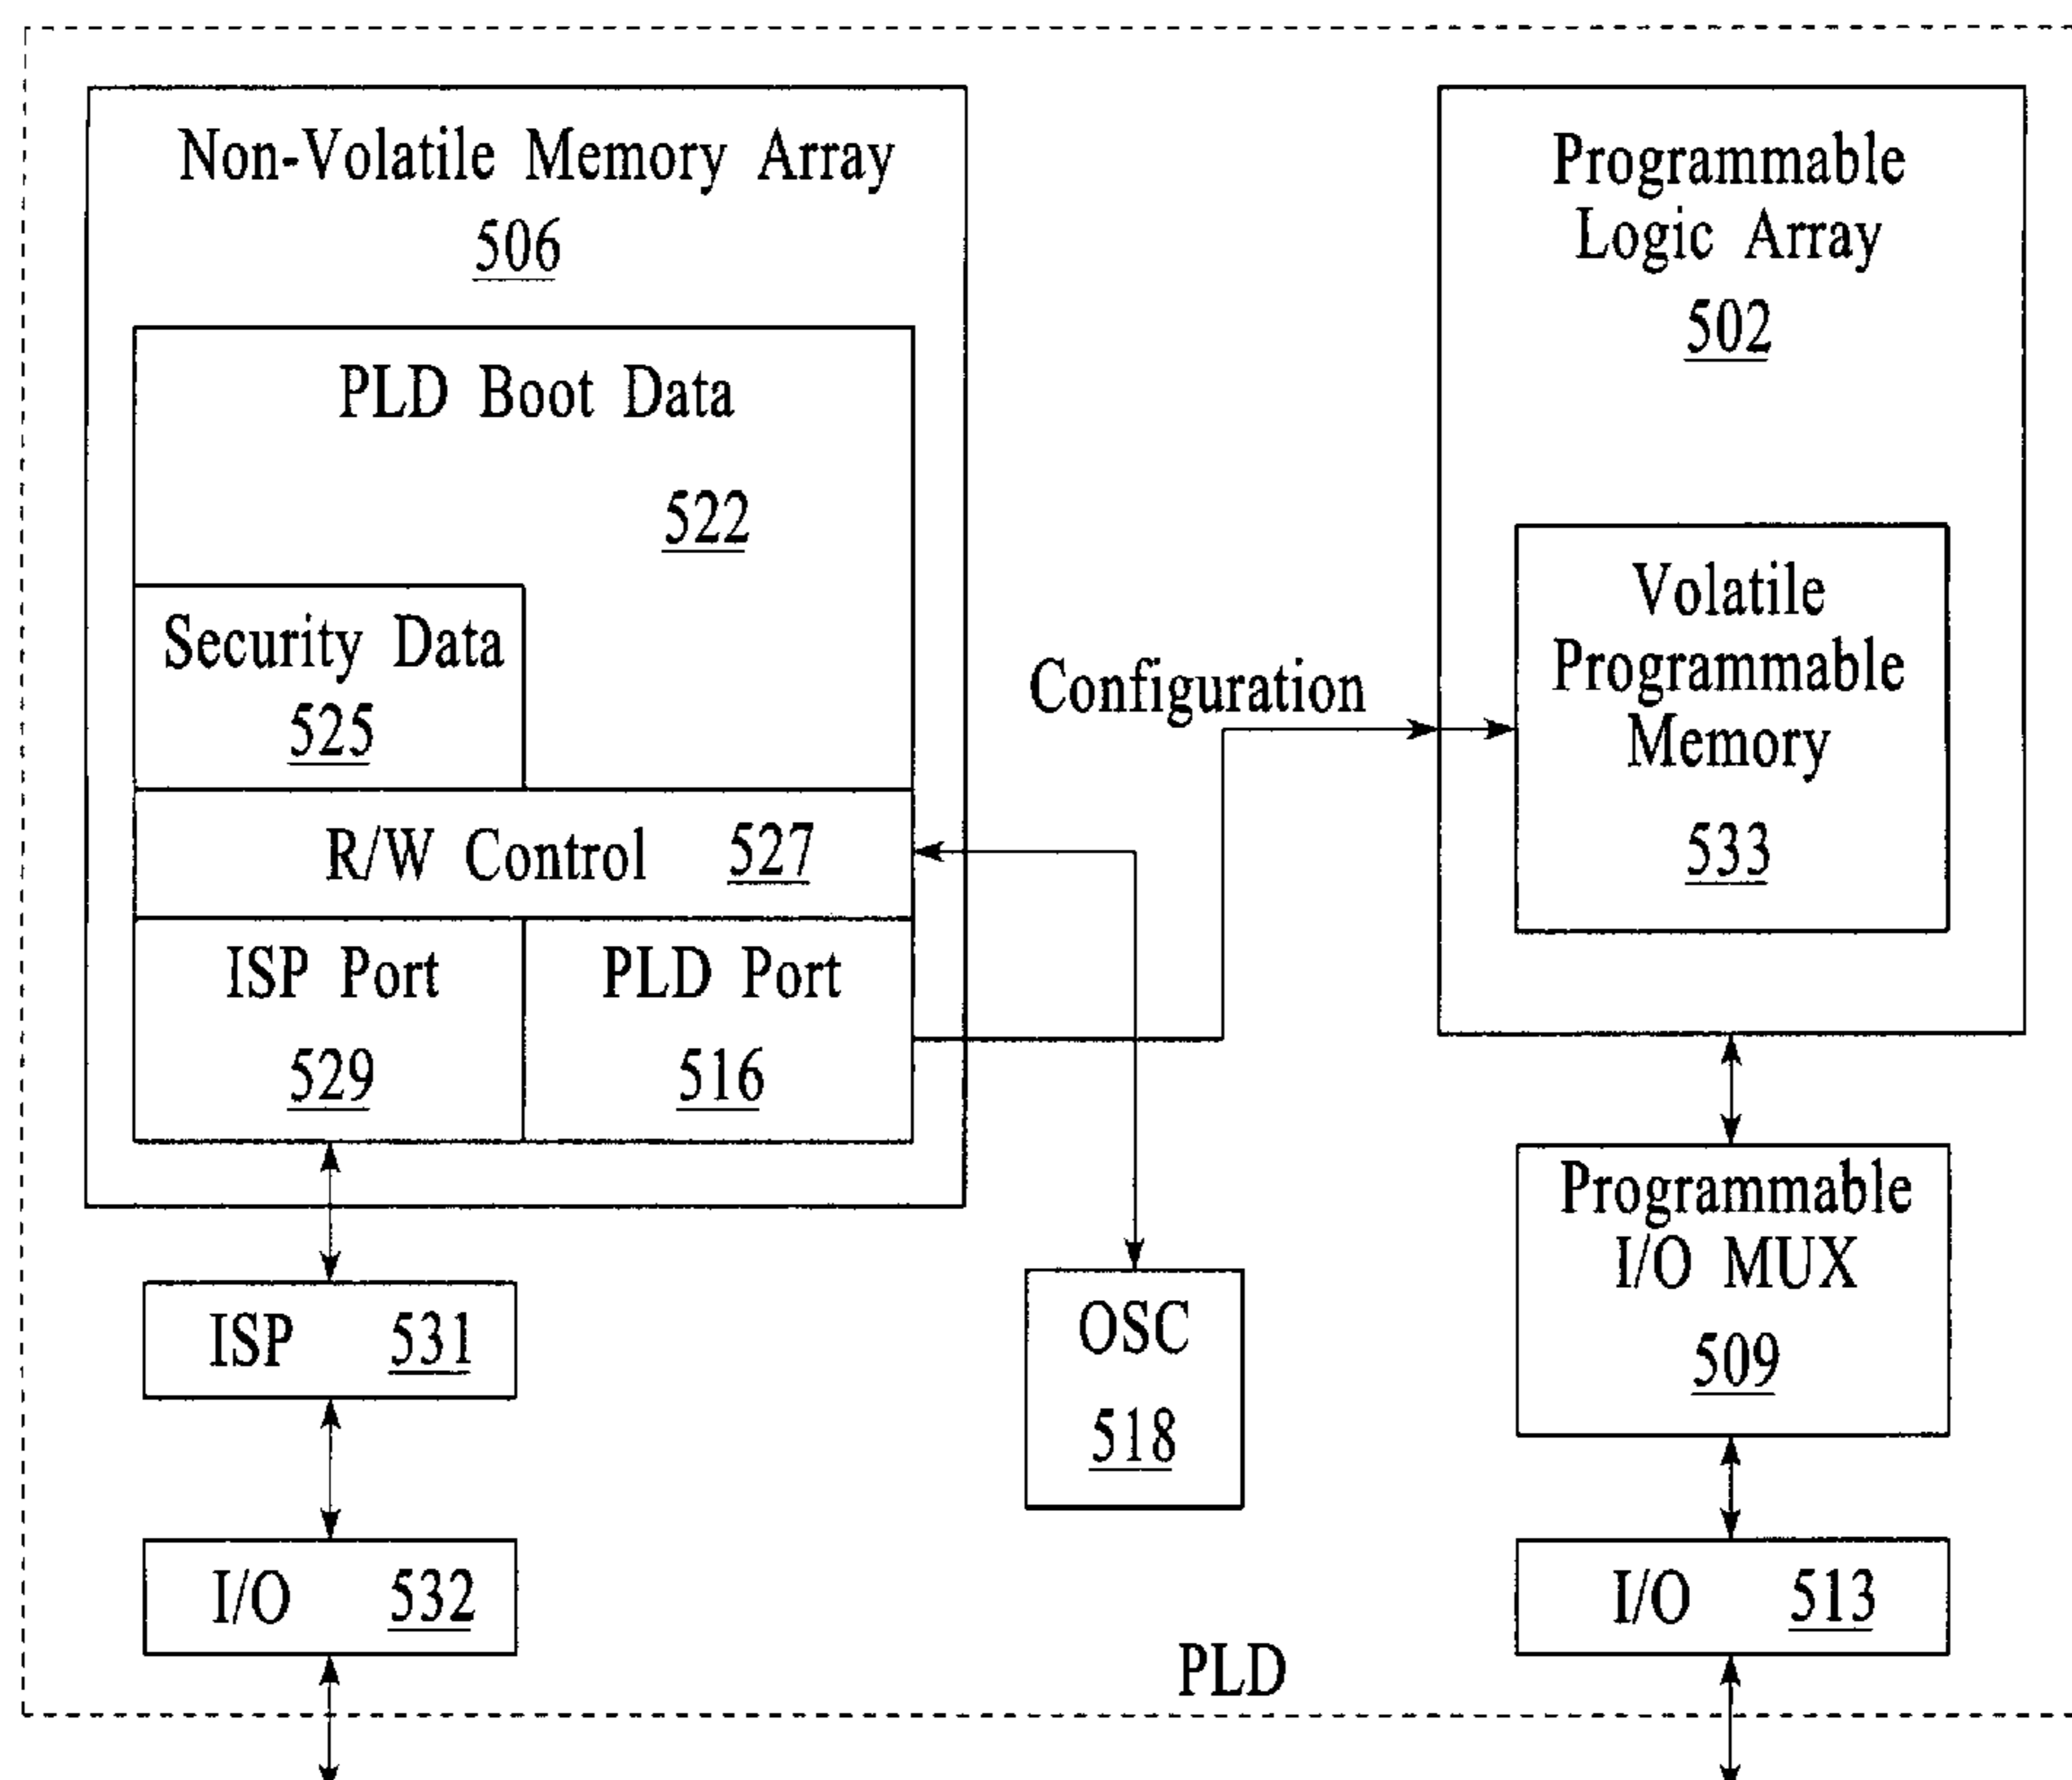 Non-Volatile Memory Array
506
PLD Boot Data
522
Security Data
525
R/W Control 527
ISP Port
529
PLD Port
516
ISP 531
I/O 532
Configuration
OSC
518
Programmable
Logic Array
502
Volatile
Programmable
Memory
533
Programmable
I/O MUX
509
I/O 513
PLD